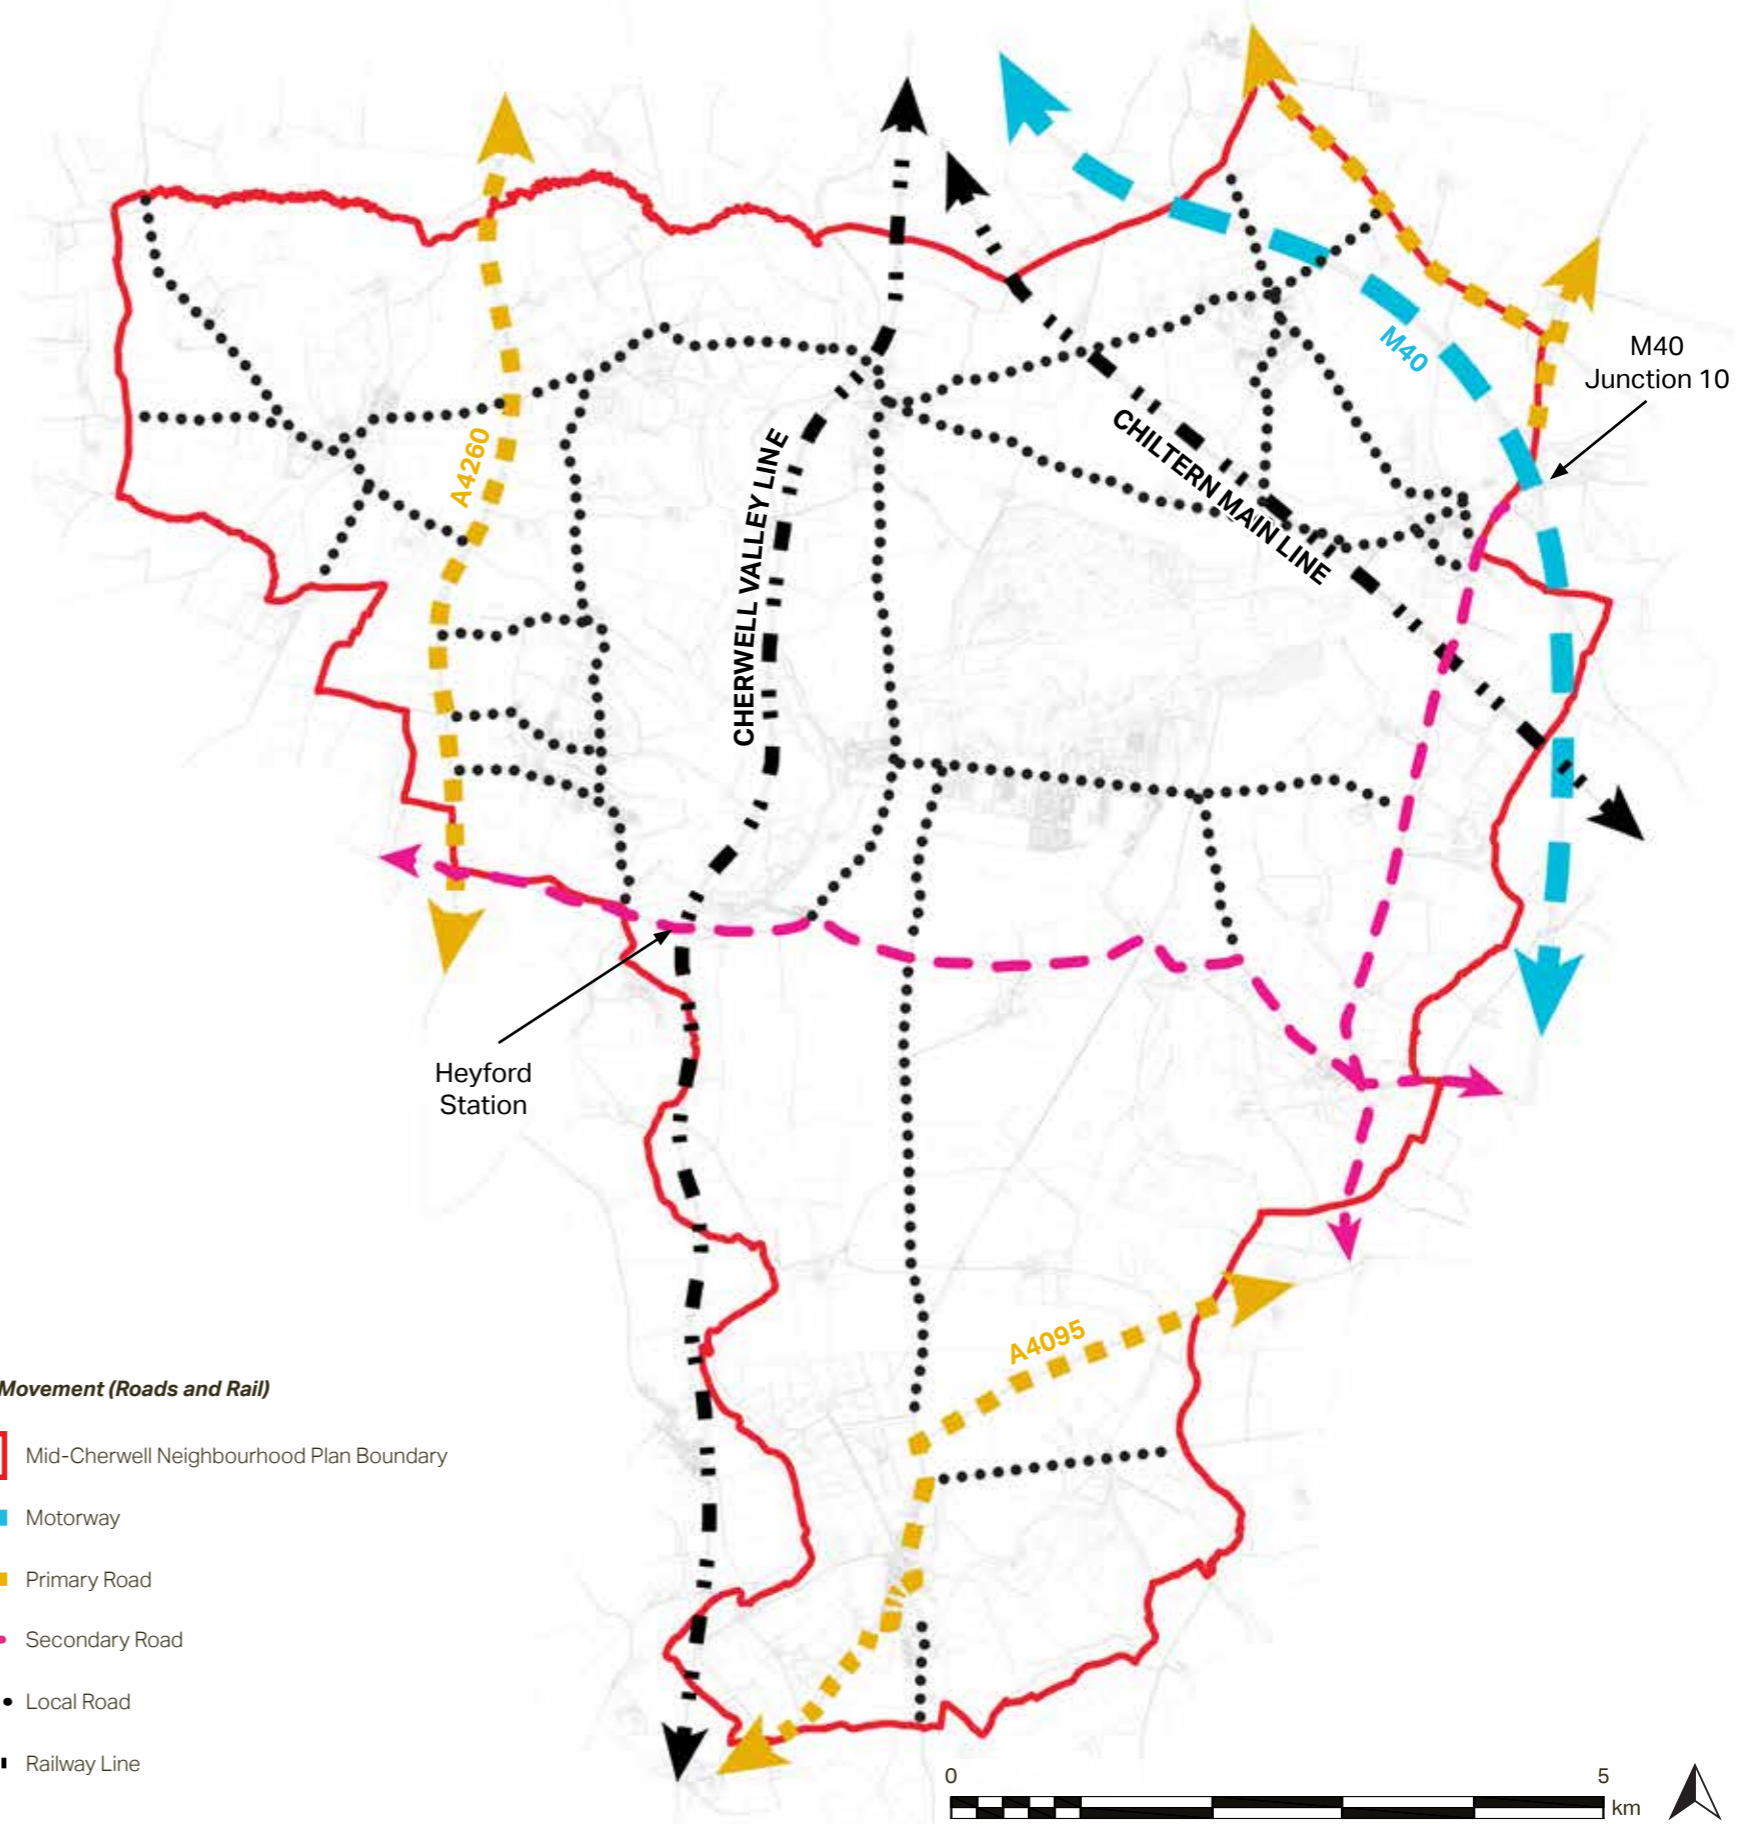 M40
Junction 10
M40
CHILTERN MAIN LINE
A4260
CHERWELL VALLEY LINE
Heyford
Station
A4095
Movement (Roads and Rail)
Mid-Cherwell Neighbourhood Plan Boundary
Motorway
Primary Road
Secondary Road
Local Road
Railway Line
0
5
km